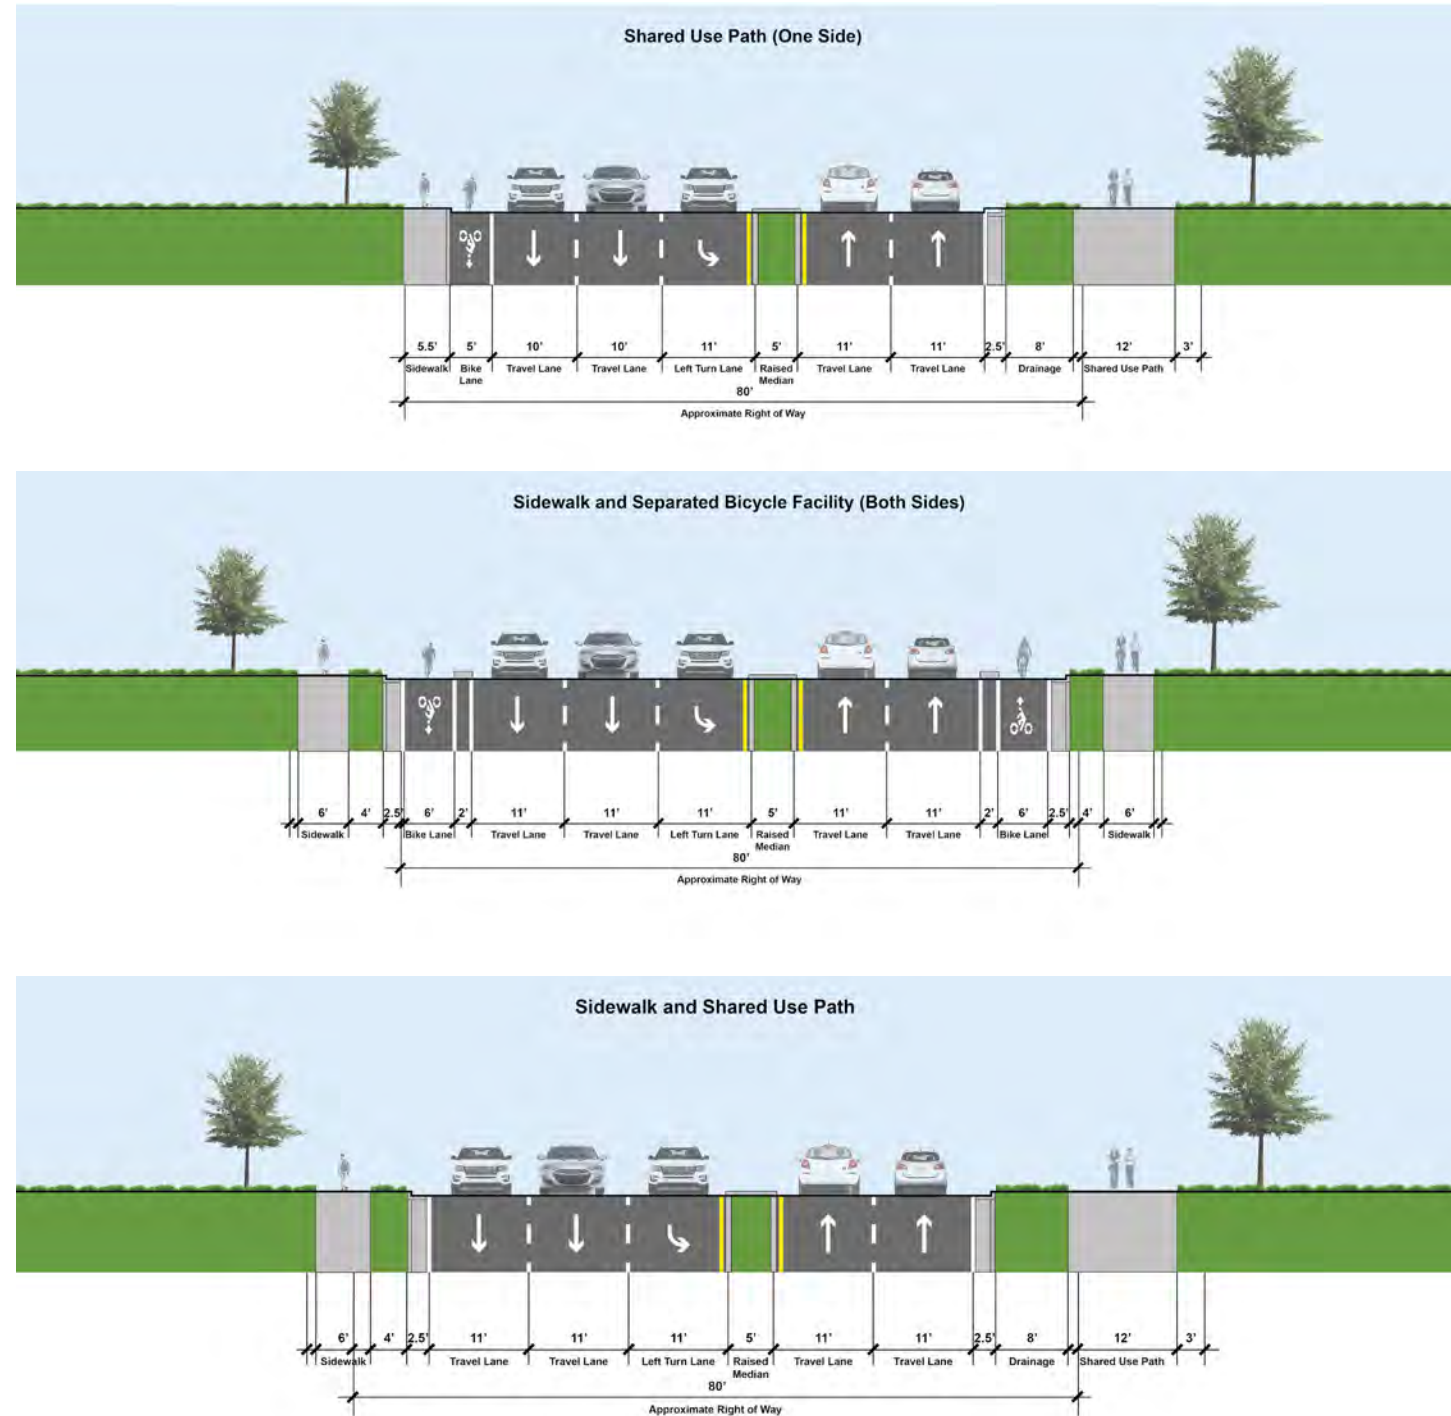 Shared Use Path (One Side)
5.5' 5' 10' 10' 11' 5' 11' 11' 2.5' 8' 12' 3'
Sidewalk Bike Travel Lane Travel Lane Left Turn Lane Raised Travel Lane Travel Lane Drainage Shared Use Path
Lane Median
80'
Approximate Right of Way
Sidewalk and Separated Bicycle Facility (Both Sides)
6' 4' 2.5' 6' 2' 11' 11' 11' 5' 11' 11' 2' 6' 2.5' 4' 6'
Sidewalk Bike Lane Travel Lane Travel Lane Left Turn Lane Raised Travel Lane Travel Lane Bike Lane Sidewalk
Median
80'
Approximate Right of Way
Sidewalk and Shared Use Path
6' 4' 2.5' 11' 11' 11' 5' 11' 11' 2.5' 8' 12' 3'
Sidewalk Travel Lane Travel Lane Left Turn Lane Raised Travel Lane Travel Lane Drainage Shared Use Path
Median
80'
Approximate Right of Way